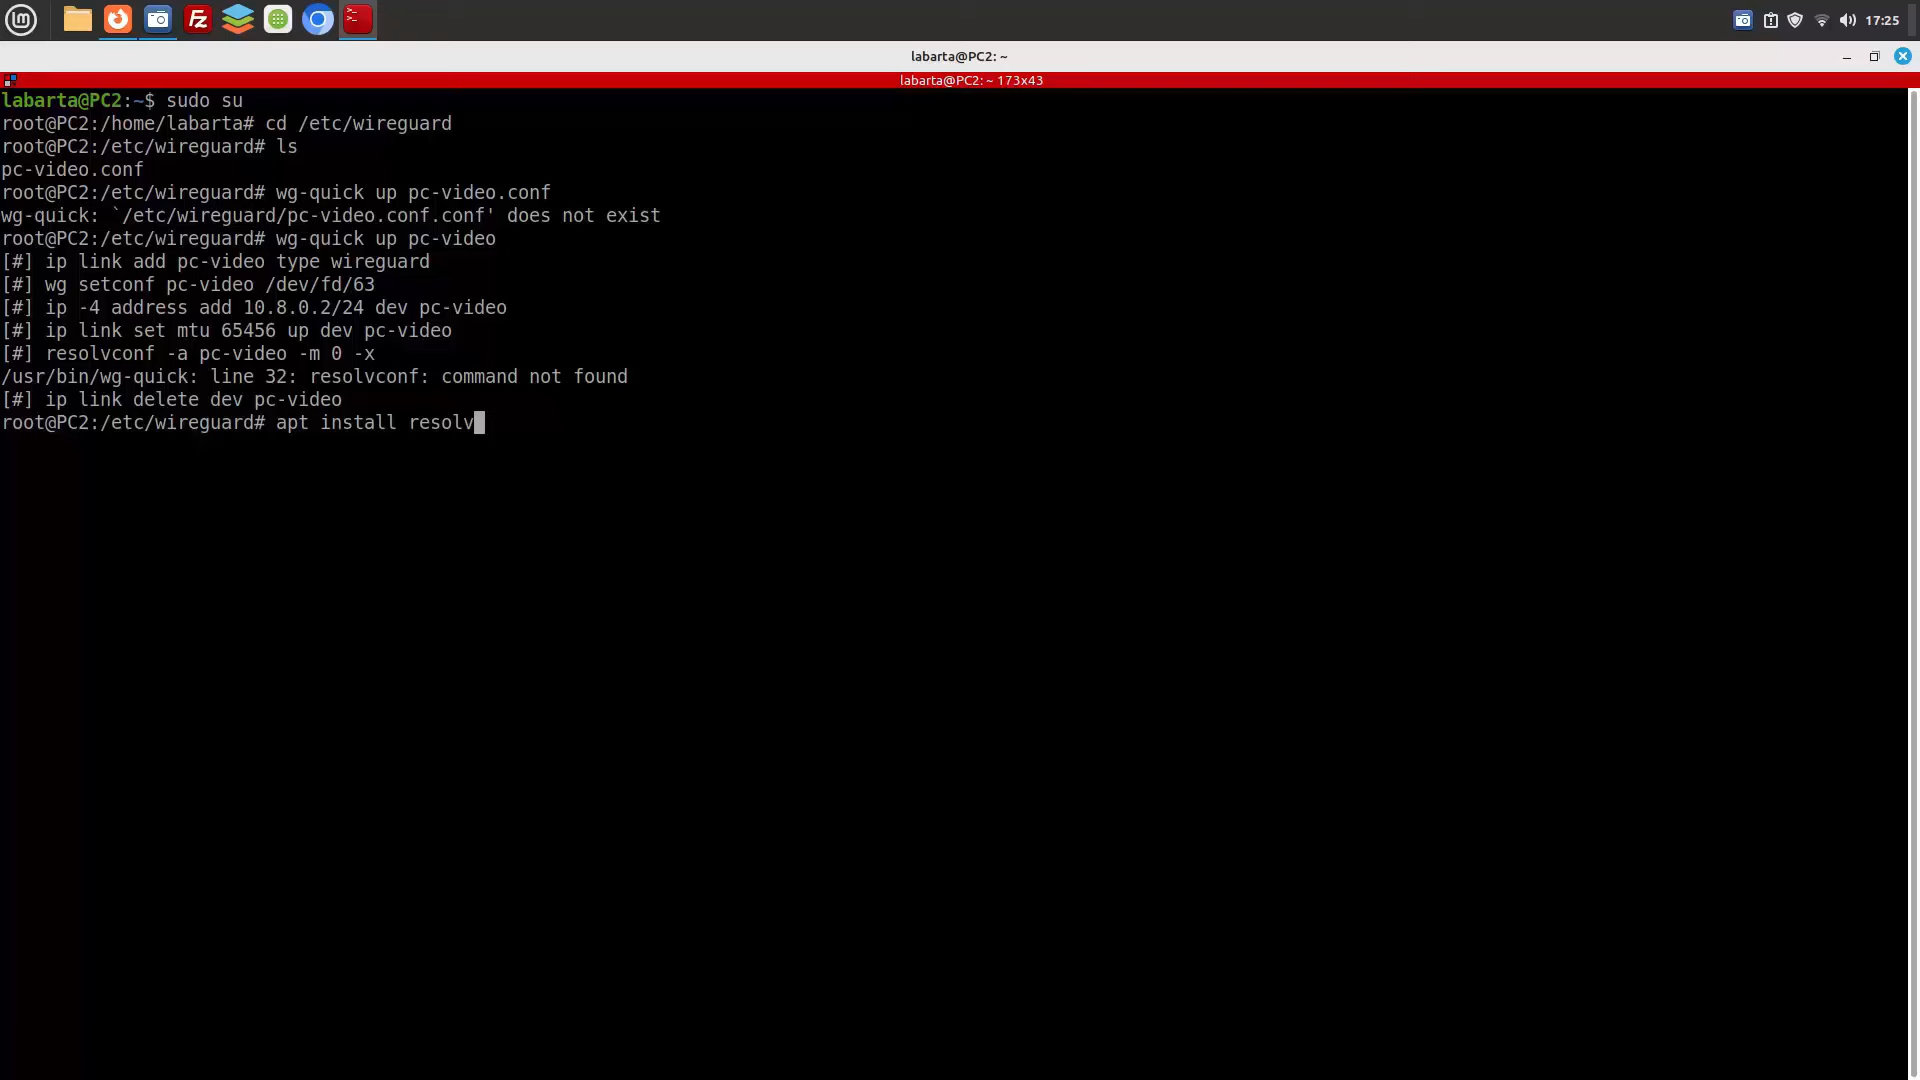 17:25
labarta@PC2: ~
labarta@PC2: ~ 173x43
labarta@PC2:~$ sudo su
root@PC2:/home/labarta# cd /etc/wireguard
root@PC2:/etc/wireguard# ls
pc-video.conf
root@PC2:/etc/wireguard# wg-quick up pc-video.conf
wg-quick: `/etc/wireguard/pc-video.conf.conf' does not exist
root@PC2:/etc/wireguard# wg-quick up pc-video
[#] ip link add pc-video type wireguard
[#] wg setconf pc-video /dev/fd/63
[#] ip -4 address add 10.8.0.2/24 dev pc-video
[#] ip link set mtu 65456 up dev pc-video
[#] resolvconf -a pc-video -m 0 -x
/usr/bin/wg-quick: line 32: resolvconf: command not found
[#] ip link delete dev pc-video
root@PC2:/etc/wireguard# apt install resolv